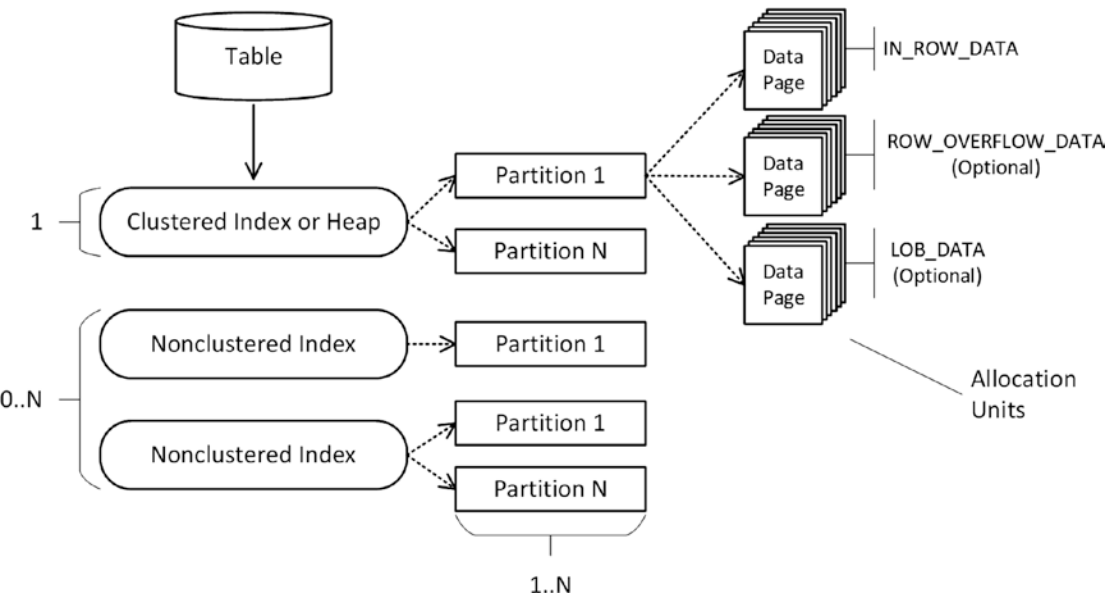 Table
Data
Page
IN_ROW_DATA
Data
Page
ROW_OVERFLOW_DATA
(Optional)
Partition 1
1
Clustered Index or Heap
Partition N
Data
Page
LOB_DATA
(Optional)
Nonclustered Index
Partition 1
0..N
Allocation
Units
Partition 1
Nonclustered Index
Partition N
1..N